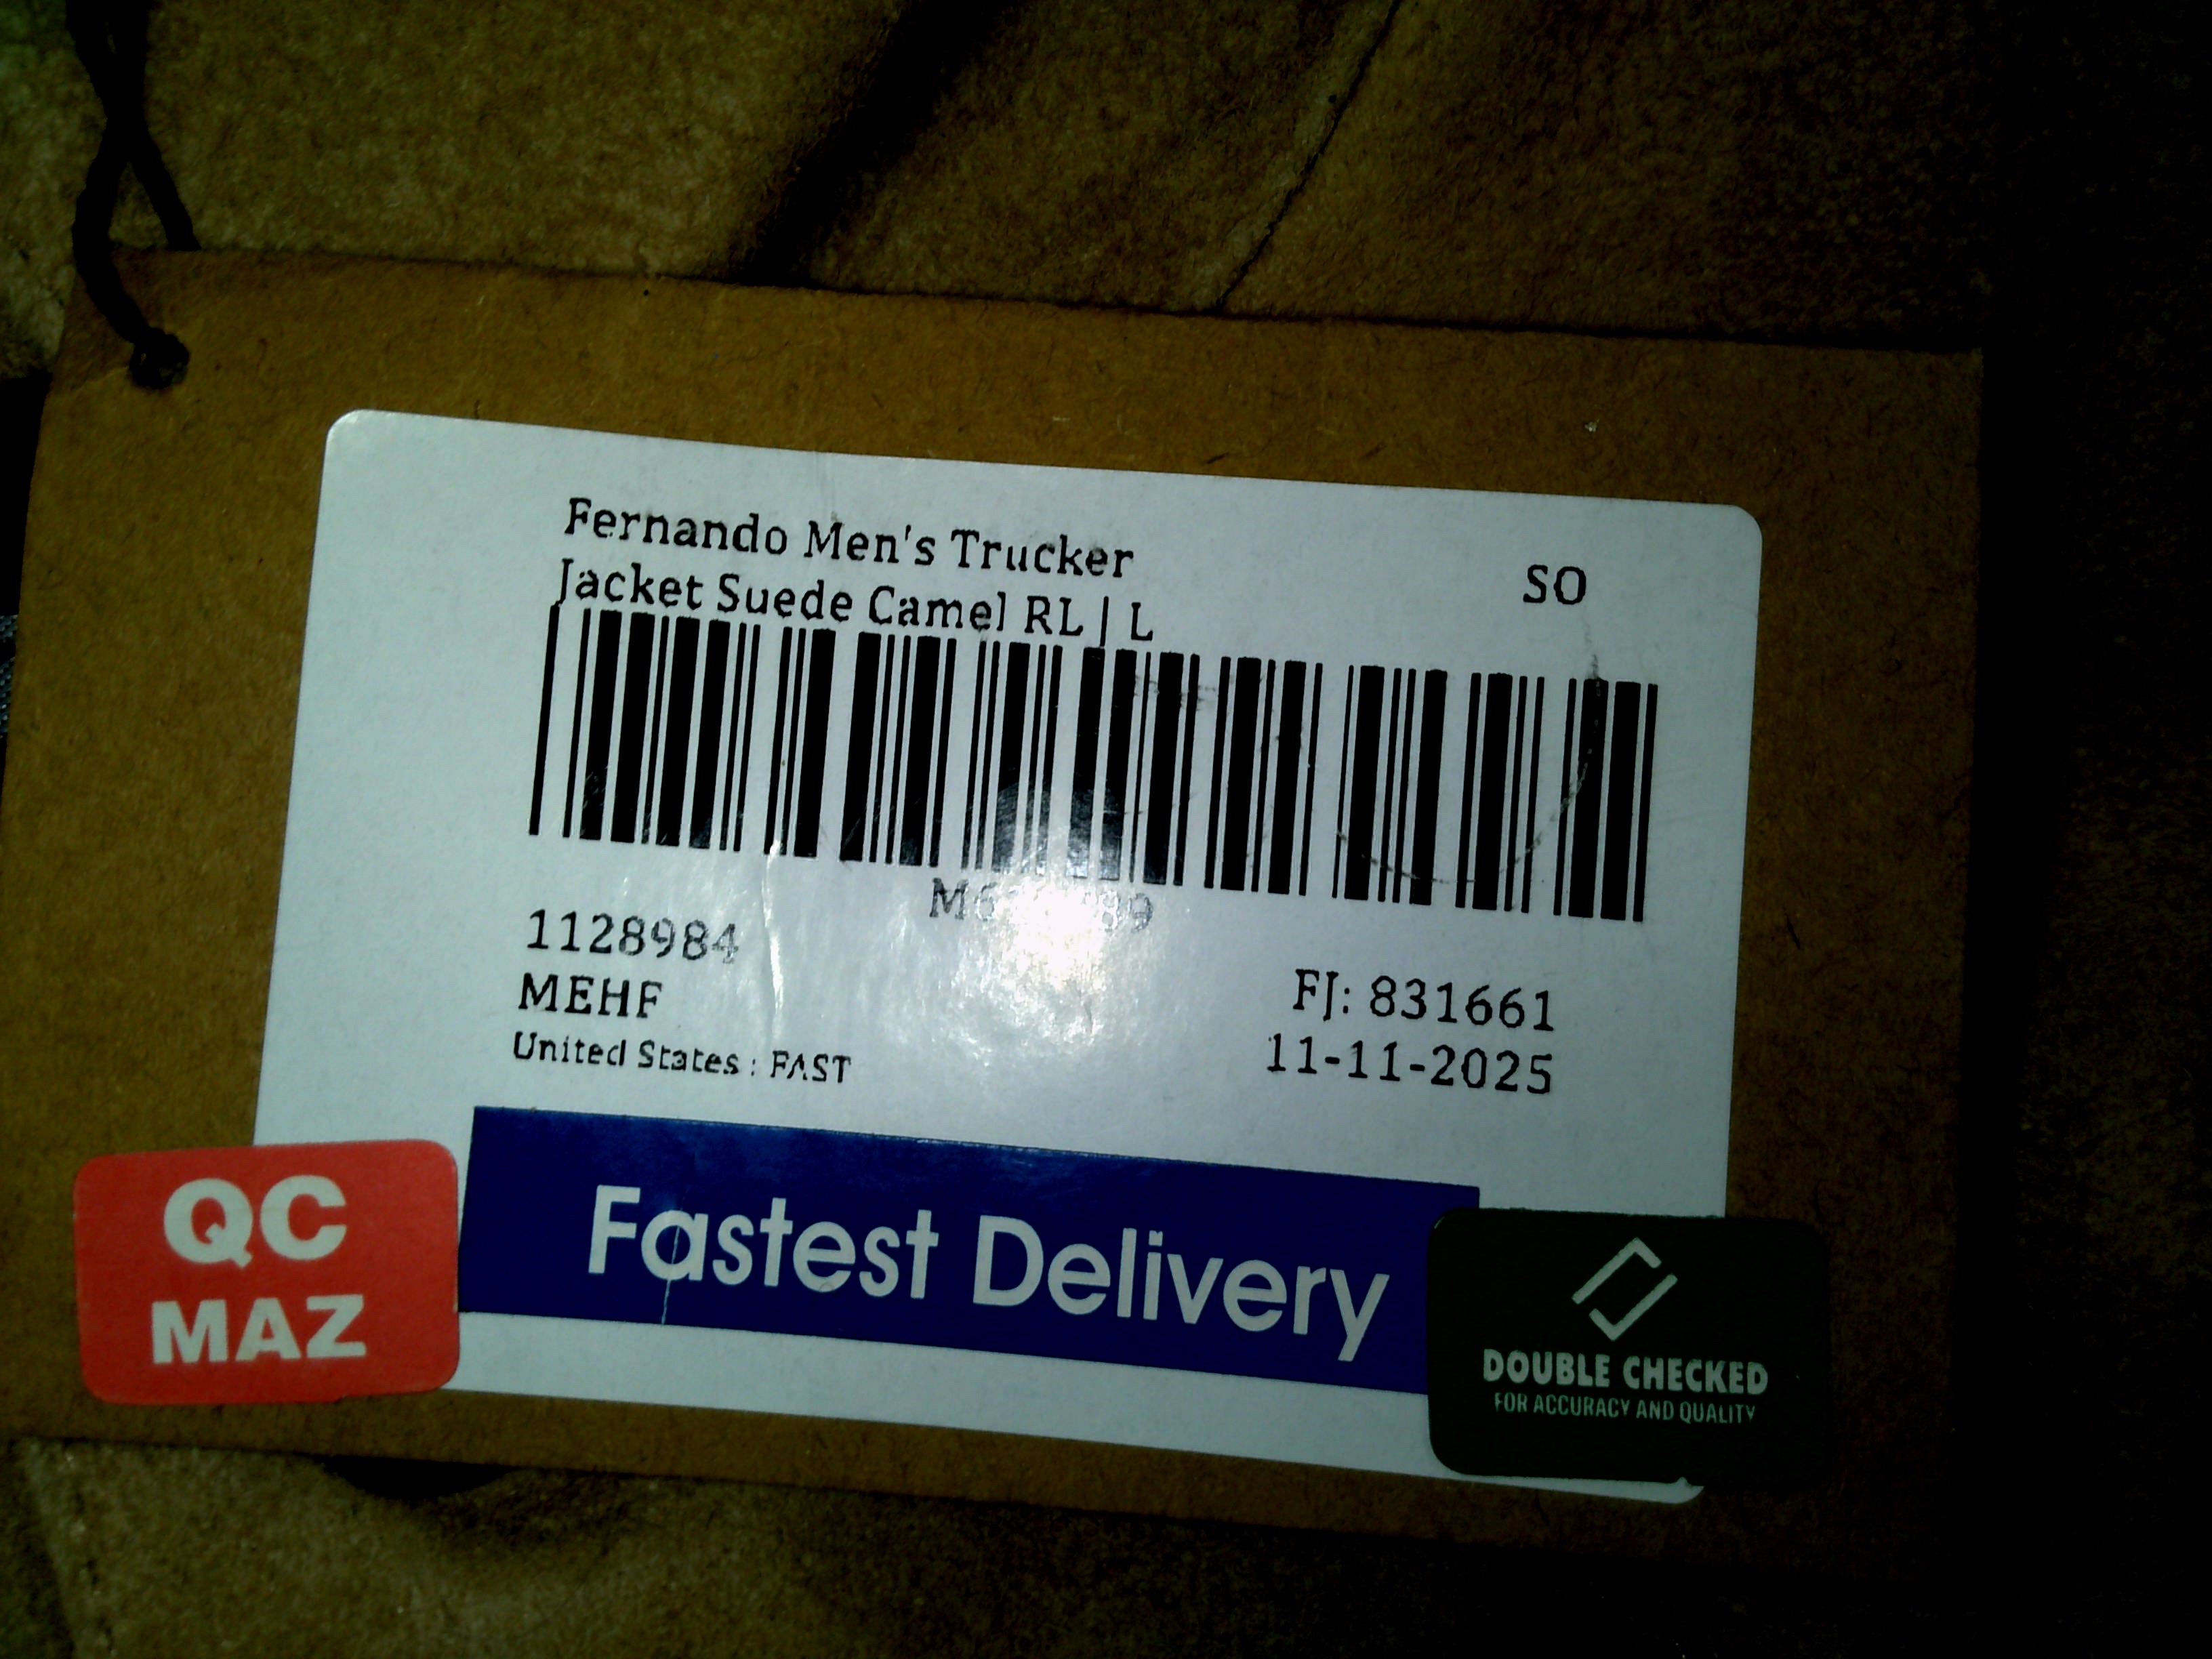 Fernando Men's Trucker
Jacket Suede Camel RL | L
SO
1128984
MEHF
United States : FAST
FJ: 831661
11-11-2025
Fastest Delivery
QC
MAZ
DOUBLE CHECKED
FOR ACCURACY AND QUALITY